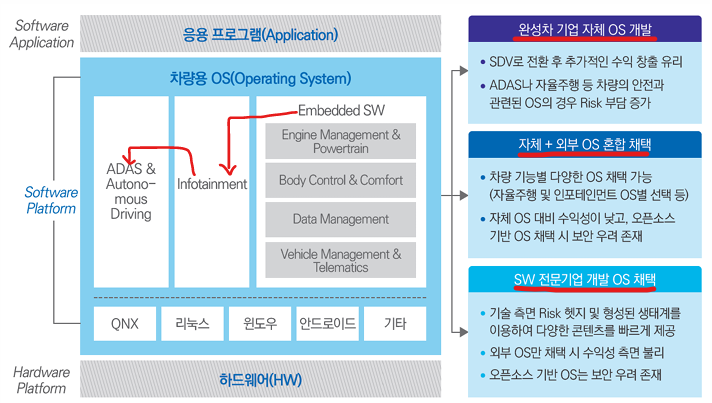 Software
Application
응용 프로그램(Application)
Software
Platform
차량용 OS(Operating System)
ADAS &
Autono-
mous
Driving
Infotainment
Embedded SW
Engine Management &
Powertrain
Body Control & Comfort
Data Management
Vehicle Management &
Telematics
QNX
리눅스
윈도우
안드로이드
기타
Hardware
Platform
하드웨어(HW)
완성차 기업 자체 OS 개발
• SDV로 전환 후 추가적인 수익 창출 유리
• ADAS나 자율주행 등 차량의 안전과
관련된 OS의 경우 Risk 부담 증가
자체 + 외부 OS 혼합 채택
• 차량 기능별 다양한 OS 채택 가능
(자율주행 및 인포테인먼트 OS별 선택 등)
• 자체 OS 대비 수익성이 낮고, 오픈소스
기반 OS 채택 시 보안 우려 존재
SW 전문기업 개발 OS 채택
• 기술 측면 Risk 헷지 및 형성된 생태계를
이용하여 다양한 콘텐츠를 빠르게 제공
• 외부 OS만 채택 시 수익성 측면 불리
• 오픈소스 기반 OS는 보안 우려 존재